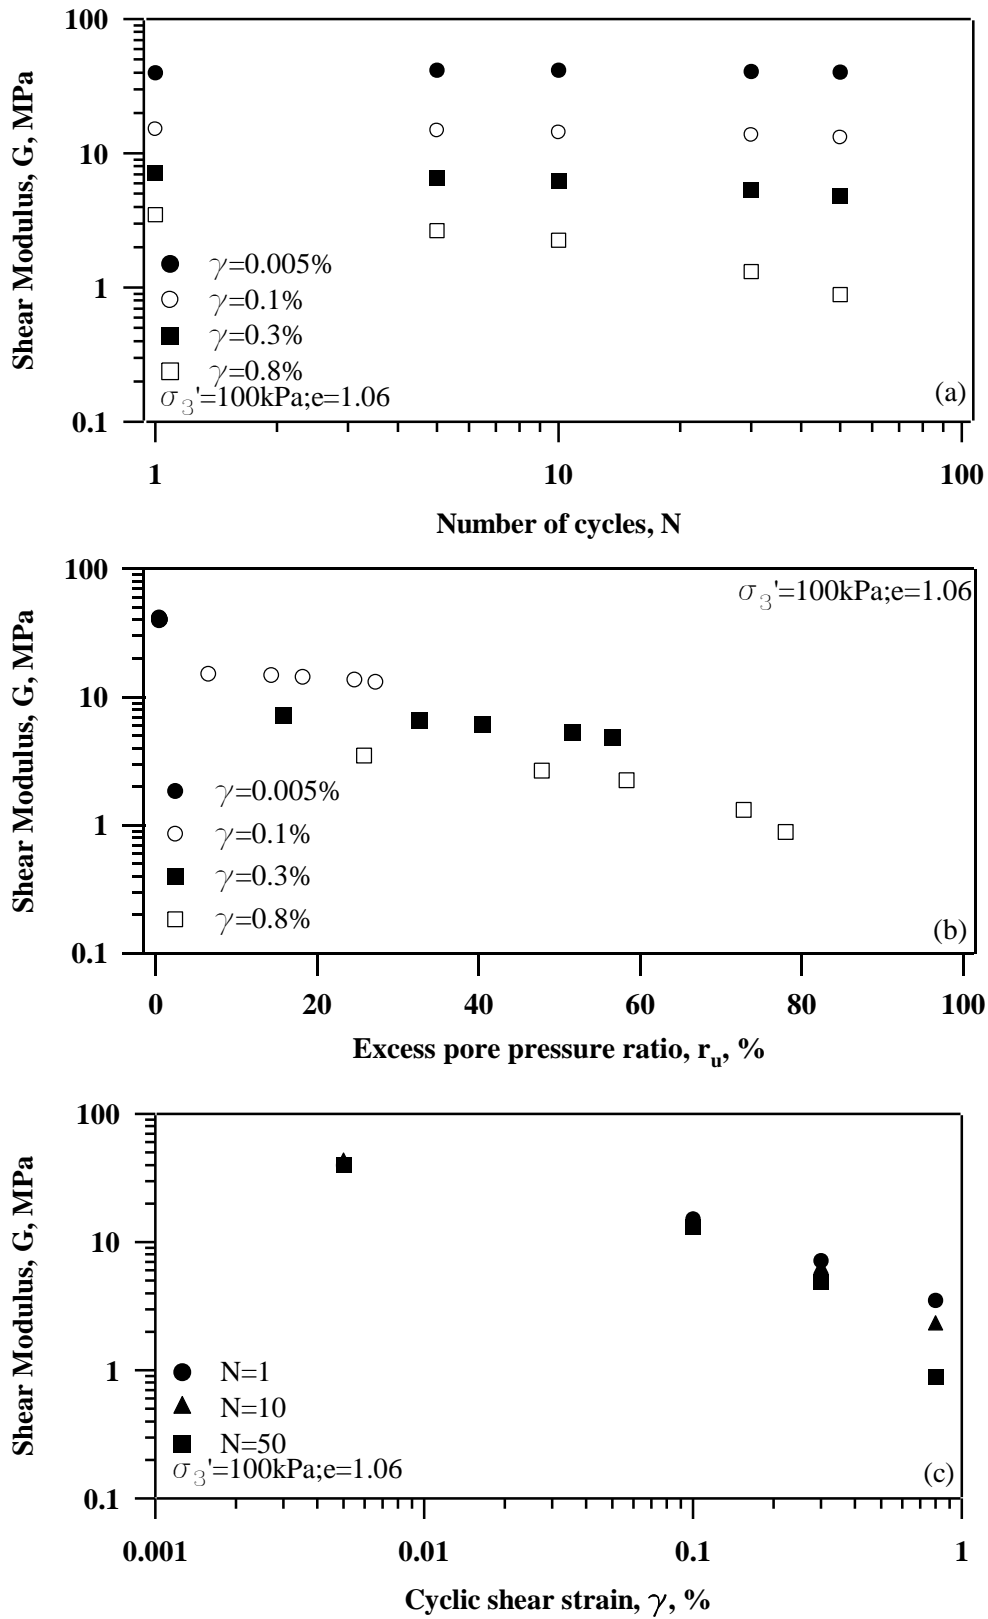 100
10
1
0.1
Shear Modulus, G, MPa
γ=0.005%
γ=0.1%
γ=0.3%
γ=0.8%
σ3'=100kPa;e=1.06
(a)
1 10 100
Number of cycles, N
100
10
1
0.1
Shear Modulus, G, MPa
σ3'=100kPa;e=1.06
γ=0.005%
γ=0.1%
γ=0.3%
γ=0.8%
(b)
0 20 40 60 80 100
Excess pore pressure ratio, ru, %
100
10
1
0.1
Shear Modulus, G, MPa
N=1
N=10
N=50
σ3'=100kPa;e=1.06
(c)
0.001 0.01 0.1 1
Cyclic shear strain, γ, %